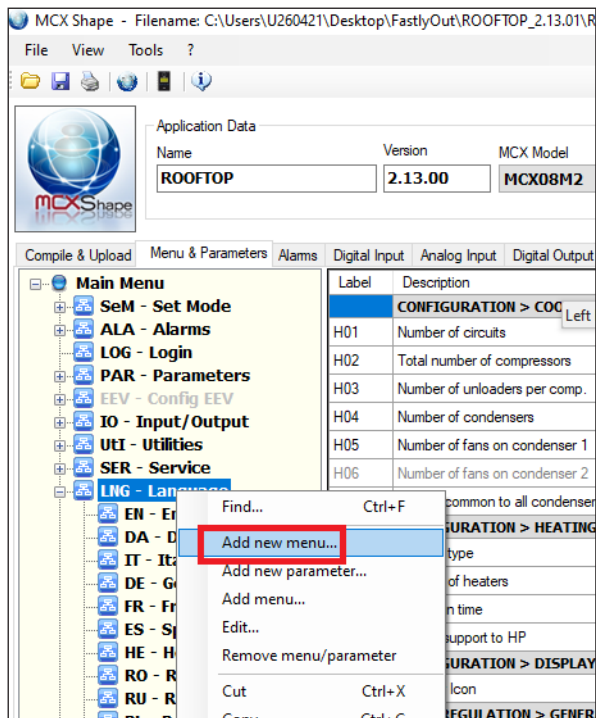 MCX Shape - Filename: C:\Users\U260421\Desktop\FastlyOut\ROOFTOP_2.13.01\R
File View Tools ?
Application Data
Name Version MCX Model
ROOFTOP 2.13.00 MCX08M2
MCXShape
Compile & Upload Menu & Parameters Alarms Digital Input Analog Input Digital Output
Main Menu
SeM - Set Mode
ALA - Alarms
LOG - Login
PAR - Parameters
EEV - Config EEV
IO - Input/Output
UtI - Utilities
SER - Service
LNG - Language
EN - En
DA - D
IT - Ita
DE - Ge
FR - Fr
ES - Sp
HE - H
RO - R
RU - R
Label Description
CONFIGURATION > COO
Left
H01 Number of circuits
H02 Total number of compressors
H03 Number of unloaders per comp.
H04 Number of condensers
H05 Number of fans on condenser 1
H06 Number of fans on condenser 2
common to all condenser
GURATION > HEATING
type
of heaters
n time
support to HP
GURATION > DISPLAY
Icon
REGULATION > GENER
Find... Ctrl+F
Add new menu...
Add new parameter...
Add menu...
Edit...
Remove menu/parameter
Cut Ctrl+X
Copy Ctrl+C